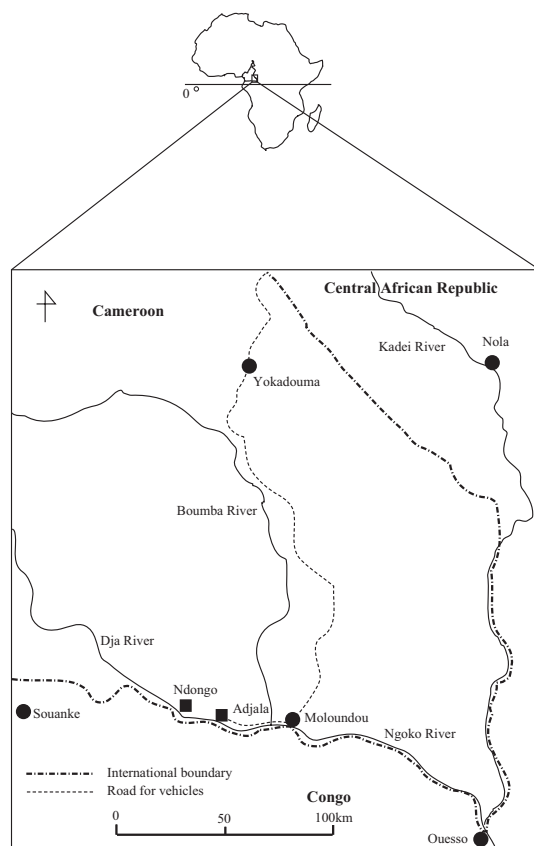 0°
Central African Republic
Cameroon
Nola
Kadei River
Yokadouma
Boumba River
Dja River
Ndongo
Adjala
Souanke
Moloundou
Ngoko River
International boundary
Road for vehicles
Congo
0 50 100km
Ouesso